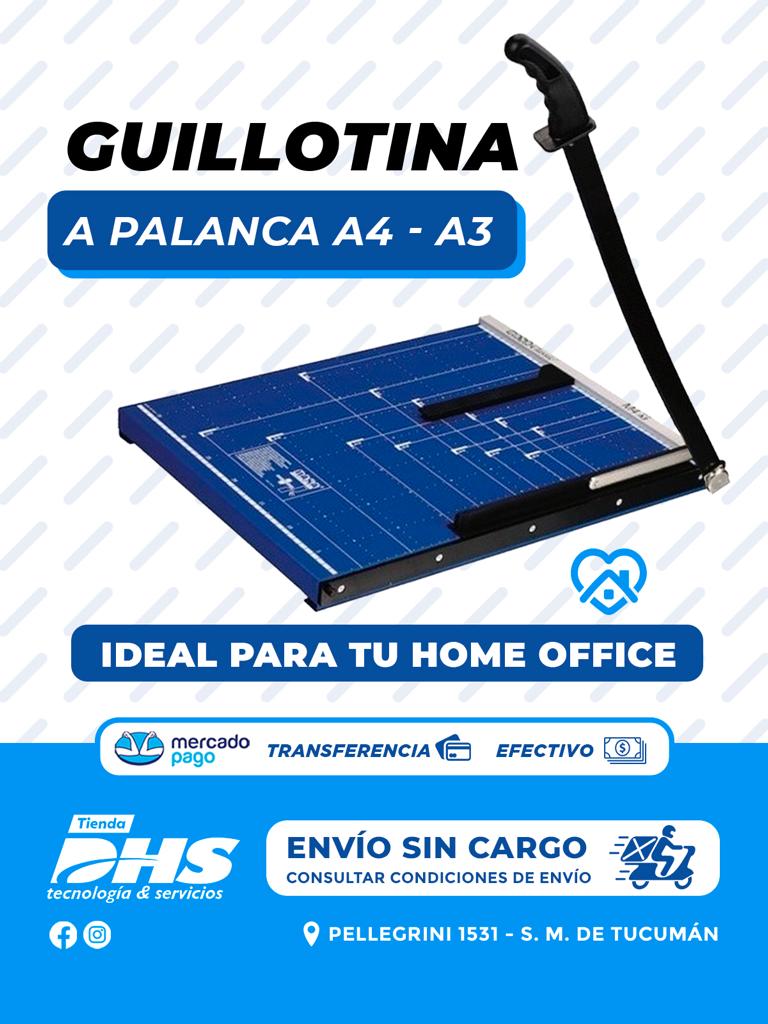 GUILLOTINA
A PALANCA A4 - A3
IDEAL PARA TU HOME OFFICE
mercado
pago
TRANSFERENCIA
EFECTIVO
Tienda
DHS
tecnología & servicios
ENVÍO SIN CARGO
CONSULTAR CONDICIONES DE ENVÍO
PELLEGRINI 1531 - S. M. DE TUCUMÁN